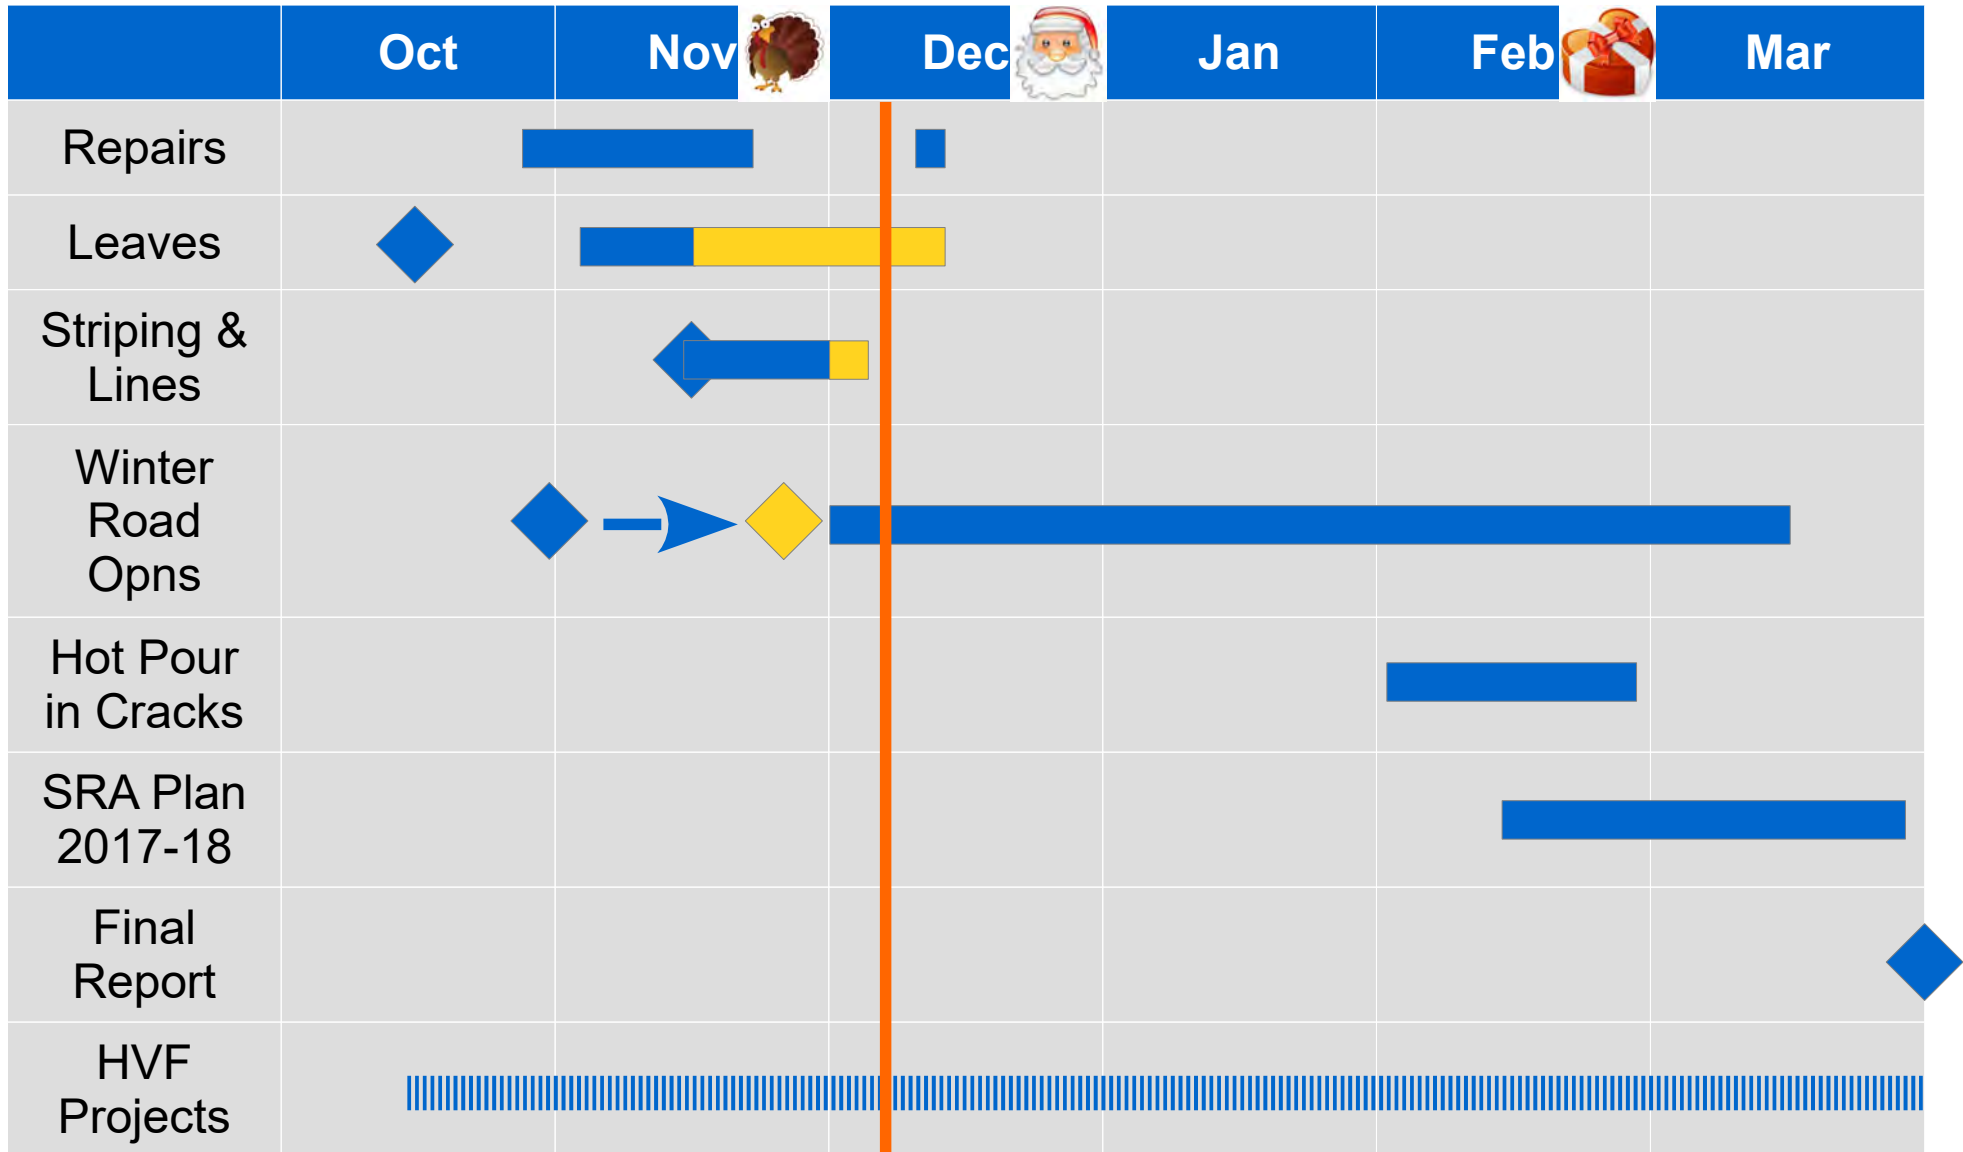 Oct Nov Dec Jan Feb Mar
Repairs
Leaves
Striping &
Lines
Winter
Road
Opns
Hot Pour
in Cracks
SRA Plan
2017-18
Final
Report
HVF
Projects